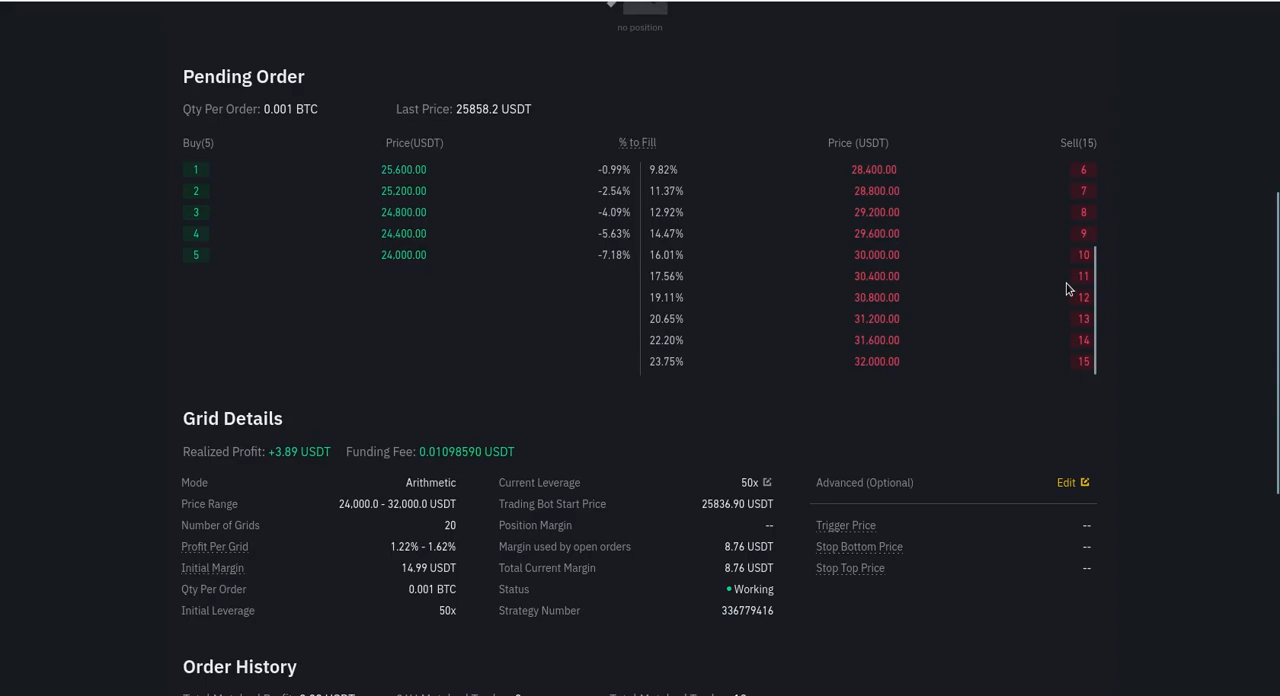 no position
Pending Order
Qty Per Order: 0.001 BTC Last Price: 25858.2 USDT
Buy(5) Price(USDT) % to Fill Price (USDT) Sell(15)
1 25,600.00 -0.99% 9.82% 28,400.00 6
2 25,200.00 -2.54% 11.37% 28,800.00 7
3 24,800.00 -4.09% 12.92% 29,200.00 8
4 24,400.00 -5.63% 14.47% 29,600.00 9
5 24,000.00 -7.18% 16.01% 30,000.00 10
17.56% 30,400.00 11
19.11% 30,800.00 12
20.65% 31,200.00 13
22.20% 31,600.00 14
23.75% 32,000.00 15
Grid Details
Realized Profit: +3.89 USDT Funding Fee: 0.01098590 USDT
Mode Arithmetic Current Leverage 50x Advanced (Optional) Edit
Price Range 24,000.0 - 32,000.0 USDT Trading Bot Start Price 25836.90 USDT
Number of Grids 20 Position Margin -- Trigger Price --
Profit Per Grid 1.22% - 1.62% Margin used by open orders 8.76 USDT Stop Bottom Price --
Initial Margin 14.99 USDT Total Current Margin 8.76 USDT Stop Top Price --
Qty Per Order 0.001 BTC Status Working
Initial Leverage 50x Strategy Number 336779416
Order History